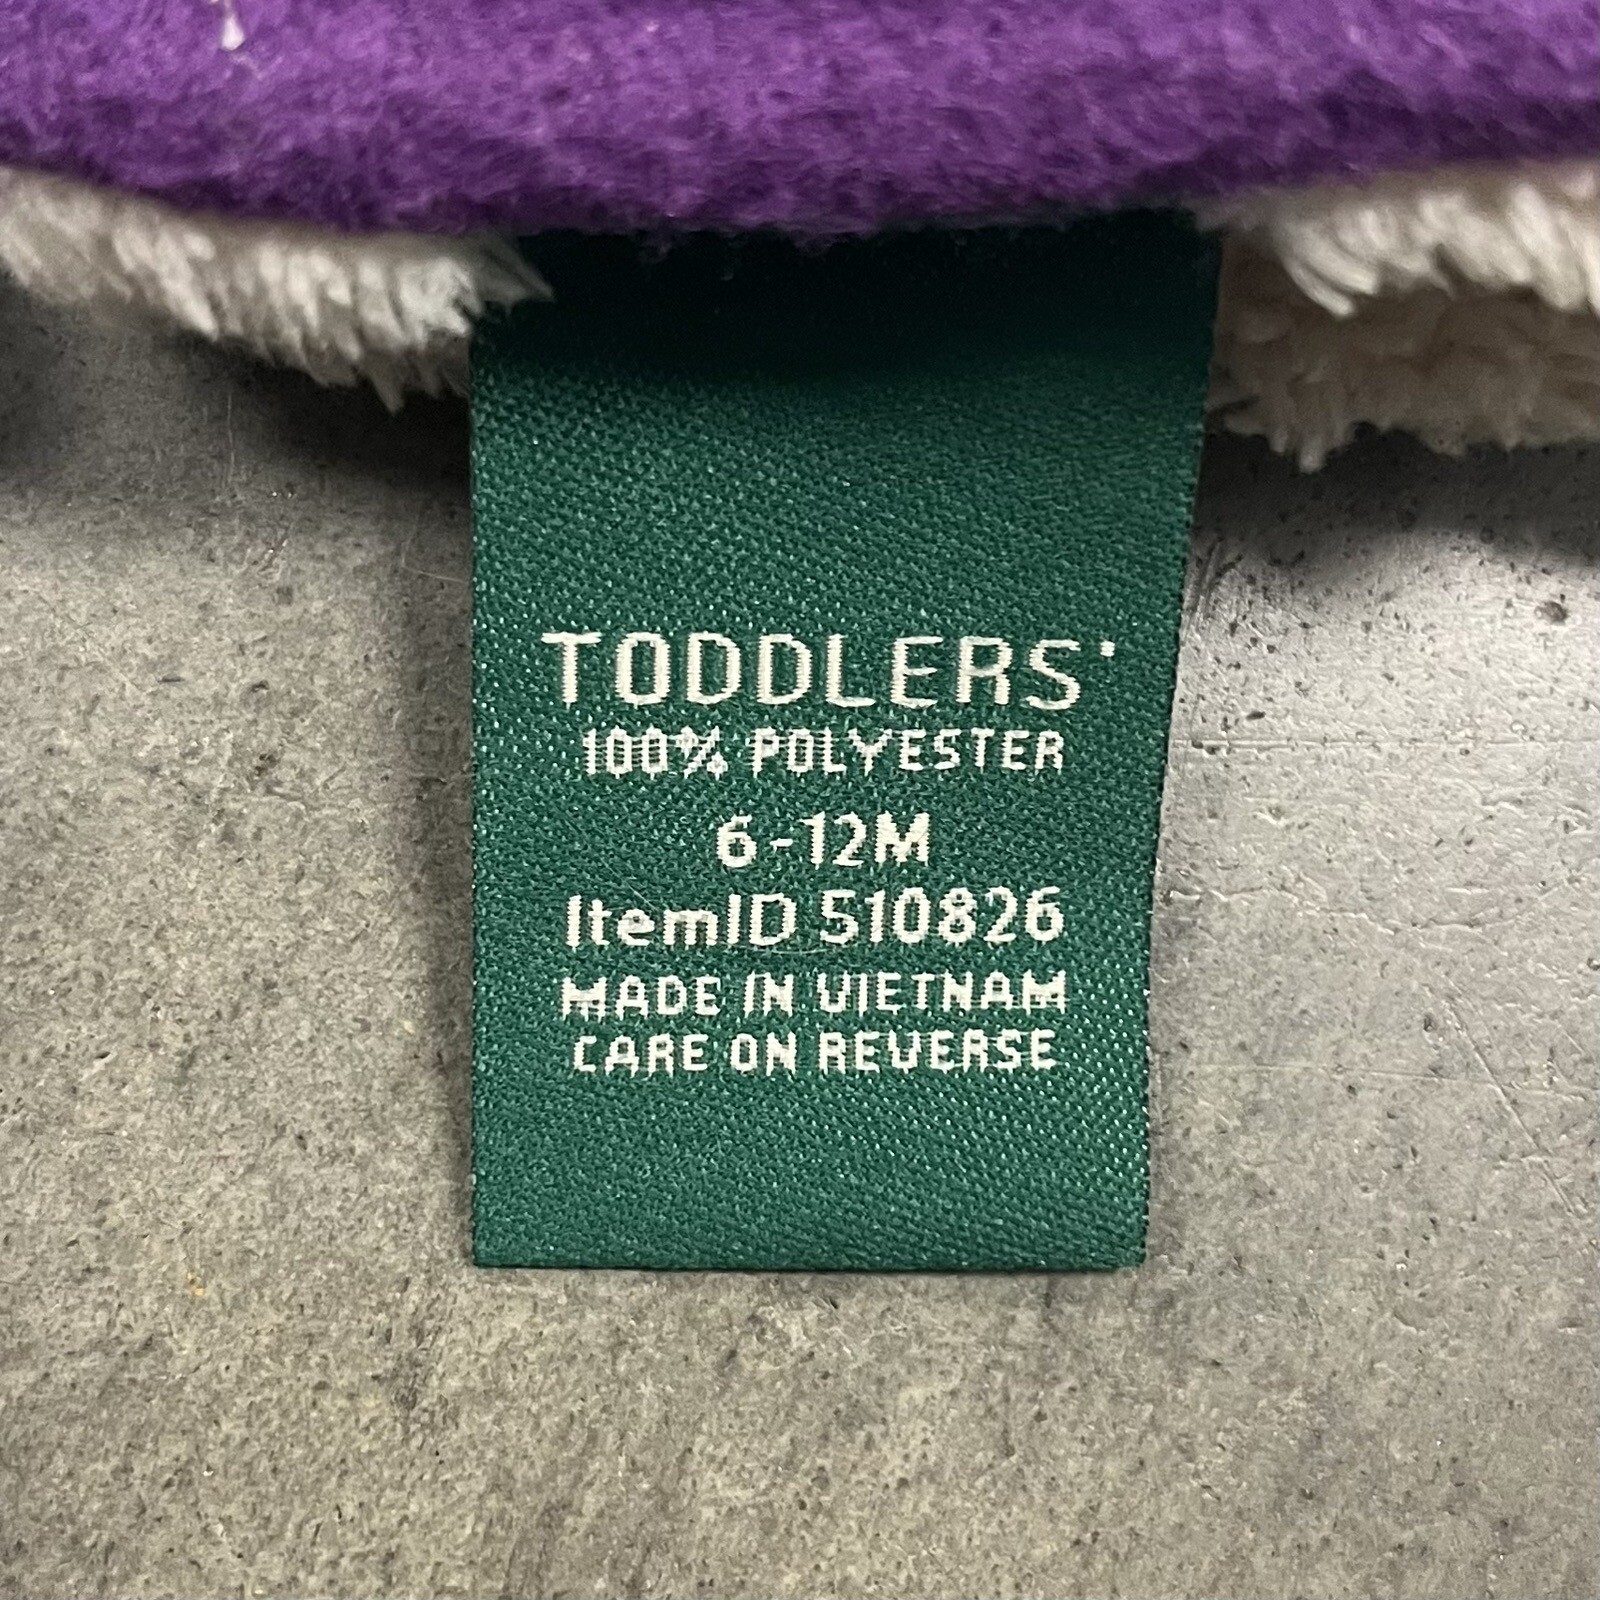 TODDLERS'
100% POLYESTER
6-12M
ItemID 510826
MADE IN VIETNAM
CARE ON REVERSE